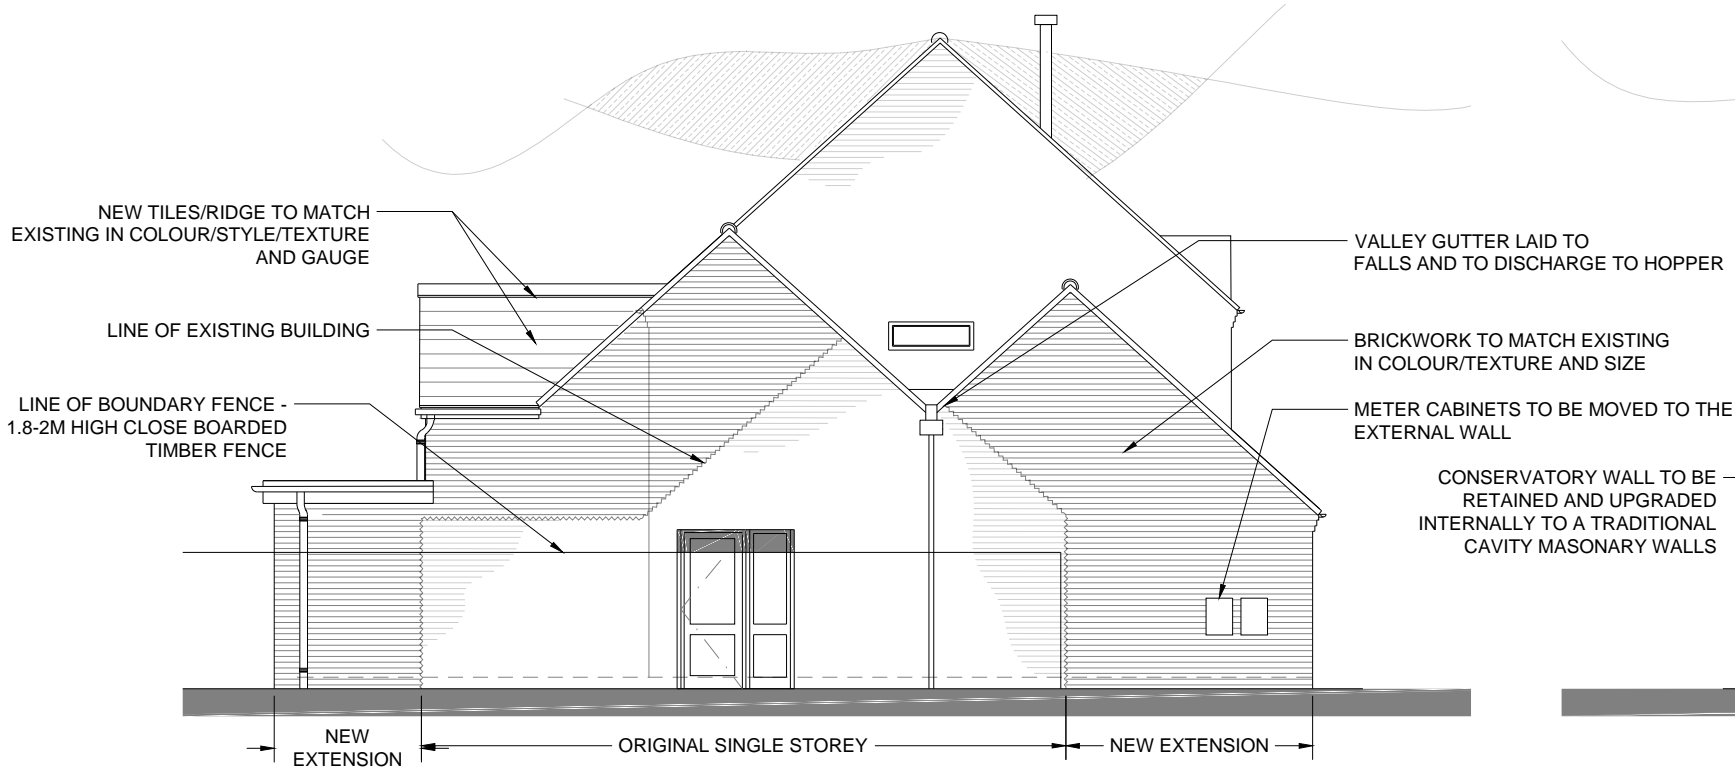 NEW TILES/RIDGE TO MATCH
EXISTING IN COLOUR/STYLE/TEXTURE
AND GAUGE
LINE OF EXISTING BUILDING
LINE OF BOUNDARY FENCE -
1.8-2M HIGH CLOSE BOARDED
TIMBER FENCE
VALLEY GUTTER LAID TO
FALLS AND TO DISCHARGE TO HOPPER
BRICKWORK TO MATCH EXISTING
IN COLOUR/TEXTURE AND SIZE
METER CABINETS TO BE MOVED TO THE
EXTERNAL WALL
CONSERVATORY WALL TO BE
RETAINED AND UPGRADED
INTERNALLY TO A TRADITIONAL
CAVITY MASONARY WALLS
NEW
EXTENSION
ORIGINAL SINGLE STOREY
NEW EXTENSION